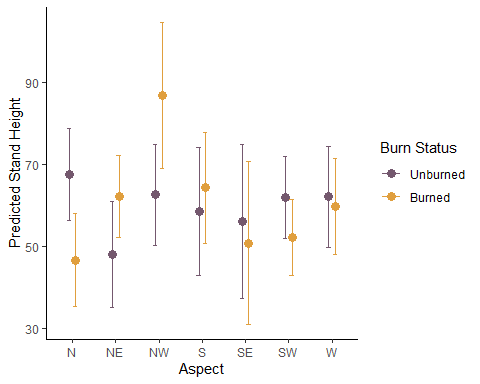 Predicted Stand Height
90
70
50
30
N NE NW S SE SW W
Aspect
Burn Status
Unburned
Burned